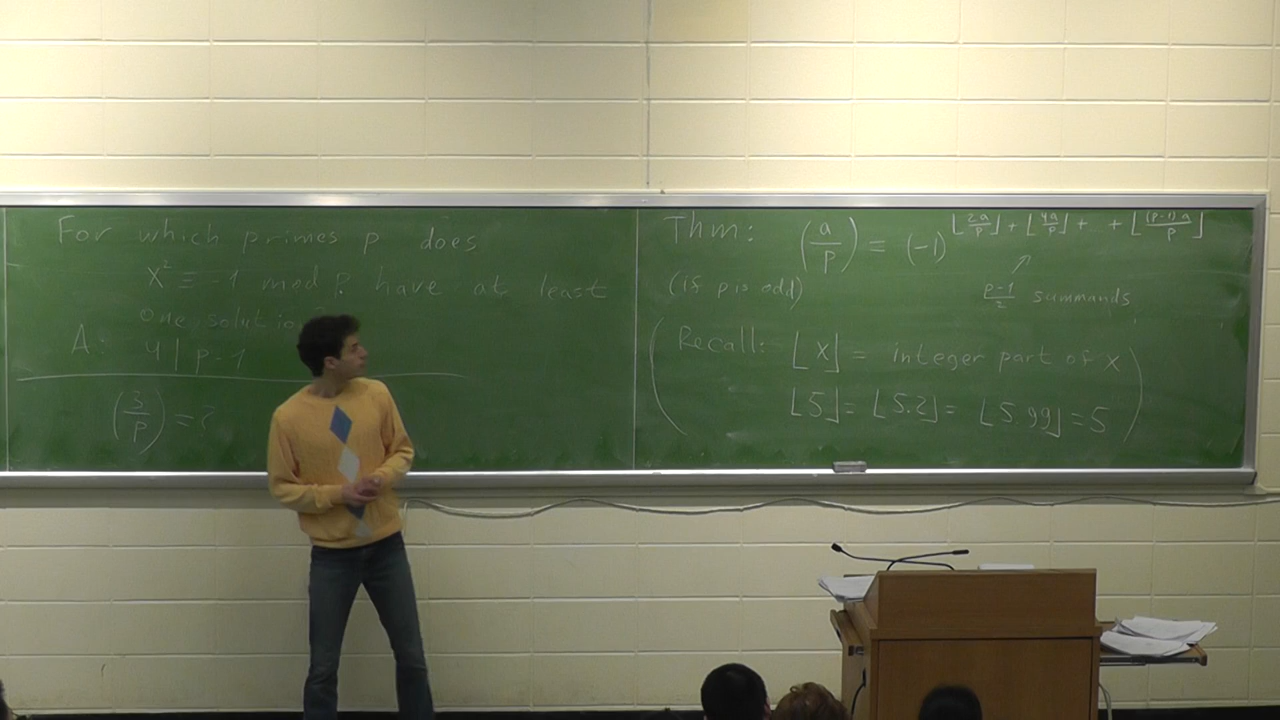 For which primes p does
x² ≡ -1 mod p have at least
one solutio
A: 4 | p-1
(3/p) = ?
Thm: (a/p) = (-1)^(⌊2a/p⌋ + ⌊4a/p⌋ + .. + ⌊(p-1)a/p⌋)
(if p is odd)
p-1/2 summands
(Recall: ⌊x⌋ = integer part of x
⌊5⌋ = ⌊5.2⌋ = ⌊5.99⌋ = 5)